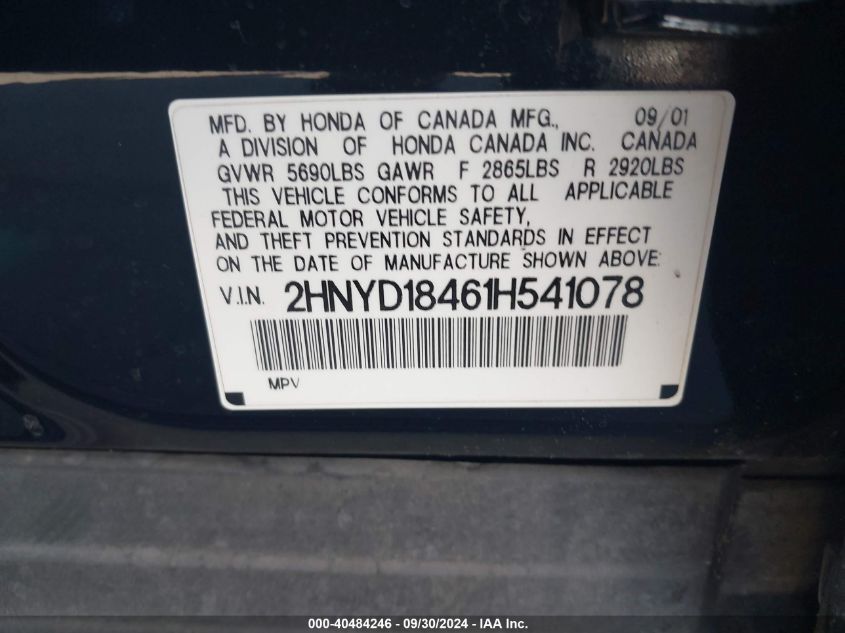 MFD. BY HONDA OF CANADA MFG., 09/01
A DIVISION OF HONDA CANADA INC. CANADA
GVWR 5690LBS GAWR F 2865LBS R 2920LBS
THIS VEHICLE CONFORMS TO ALL APPLICABLE
FEDERAL MOTOR VEHICLE SAFETY,
AND THEFT PREVENTION STANDARDS IN EFFECT
ON THE DATE OF MANUFACTURE SHOWN ABOVE:
V.I.N. 2HNYD18461H541078
MPV
000-40484246 - 09/30/2024 - IAA Inc.